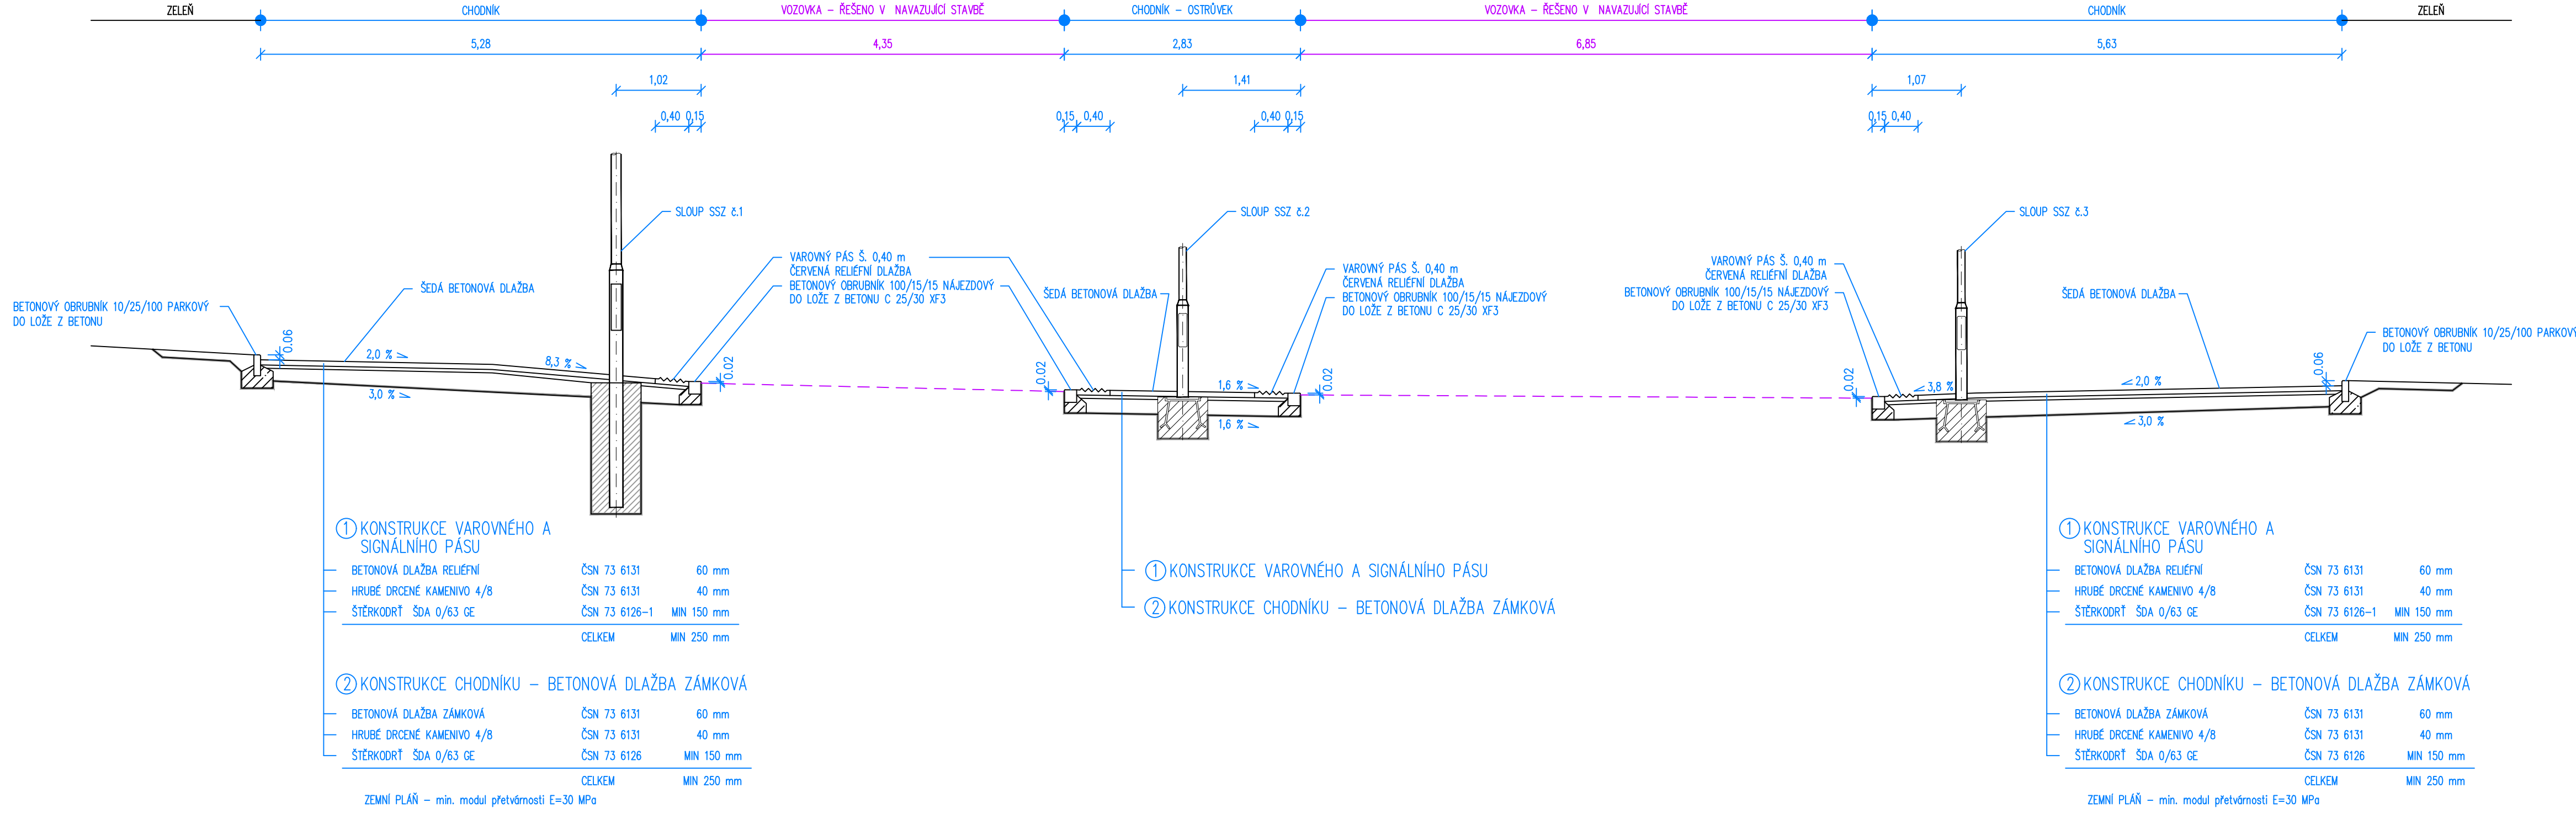 ZELEŇ
CHODNÍK
VOZOVKA – ŘEŠENO V NAVAZUJÍCÍ STAVBĚ
CHODNÍK – OSTRŮVEK
VOZOVKA – ŘEŠENO V NAVAZUJÍCÍ STAVBĚ
CHODNÍK
ZELEŇ
5,28
4,35
2,83
6,85
5,63
1,02
1,41
1,07
0,40 0,15
0,15 0,40
0,40 0,15
0,15 0,40
SLOUP SSZ č.1
SLOUP SSZ č.2
SLOUP SSZ č.3
BETONOVÝ OBRUBNÍK 10/25/100 PARKOVÝ
DO LOŽE Z BETONU
0.06
ŠEDÁ BETONOVÁ DLAŽBA
2,0 %
8,3 %
3,0 %
VAROVNÝ PÁS Š. 0,40 m
ČERVENÁ RELIÉFNÍ DLAŽBA
BETONOVÝ OBRUBNÍK 100/15/15 NÁJEZDOVÝ
DO LOŽE Z BETONU C 25/30 XF3
0.02
0.02
ŠEDÁ BETONOVÁ DLAŽBA
1,6 %
1,6 %
VAROVNÝ PÁS Š. 0,40 m
ČERVENÁ RELIÉFNÍ DLAŽBA
BETONOVÝ OBRUBNÍK 100/15/15 NÁJEZDOVÝ
DO LOŽE Z BETONU C 25/30 XF3
0.02
VAROVNÝ PÁS Š. 0,40 m
ČERVENÁ RELIÉFNÍ DLAŽBA
BETONOVÝ OBRUBNÍK 100/15/15 NÁJEZDOVÝ
DO LOŽE Z BETONU C 25/30 XF3
0.02
3,8 %
ŠEDÁ BETONOVÁ DLAŽBA
2,0 %
3,0 %
0.06
BETONOVÝ OBRUBNÍK 10/25/100 PARKOVÝ
DO LOŽE Z BETONU
1 KONSTRUKCE VAROVNÉHO A
SIGNÁLNÍHO PÁSU
BETONOVÁ DLAŽBA RELIÉFNÍ ČSN 73 6131 60 mm
HRUBÉ DRCENÉ KAMENIVO 4/8 ČSN 73 6131 40 mm
ŠTĚRKODRŤ ŠDA 0/63 GE ČSN 73 6126-1 MIN 150 mm
CELKEM MIN 250 mm
2 KONSTRUKCE CHODNÍKU – BETONOVÁ DLAŽBA ZÁMKOVÁ
BETONOVÁ DLAŽBA ZÁMKOVÁ ČSN 73 6131 60 mm
HRUBÉ DRCENÉ KAMENIVO 4/8 ČSN 73 6131 40 mm
ŠTĚRKODRŤ ŠDA 0/63 GE ČSN 73 6126 MIN 150 mm
CELKEM MIN 250 mm
ZEMNÍ PLÁŇ – min. modul přetvárnosti E=30 MPa
1 KONSTRUKCE VAROVNÉHO A SIGNÁLNÍHO PÁSU
2 KONSTRUKCE CHODNÍKU – BETONOVÁ DLAŽBA ZÁMKOVÁ
1 KONSTRUKCE VAROVNÉHO A
SIGNÁLNÍHO PÁSU
BETONOVÁ DLAŽBA RELIÉFNÍ ČSN 73 6131 60 mm
HRUBÉ DRCENÉ KAMENIVO 4/8 ČSN 73 6131 40 mm
ŠTĚRKODRŤ ŠDA 0/63 GE ČSN 73 6126-1 MIN 150 mm
CELKEM MIN 250 mm
2 KONSTRUKCE CHODNÍKU – BETONOVÁ DLAŽBA ZÁMKOVÁ
BETONOVÁ DLAŽBA ZÁMKOVÁ ČSN 73 6131 60 mm
HRUBÉ DRCENÉ KAMENIVO 4/8 ČSN 73 6131 40 mm
ŠTĚRKODRŤ ŠDA 0/63 GE ČSN 73 6126 MIN 150 mm
CELKEM MIN 250 mm
ZEMNÍ PLÁŇ – min. modul přetvárnosti E=30 MPa